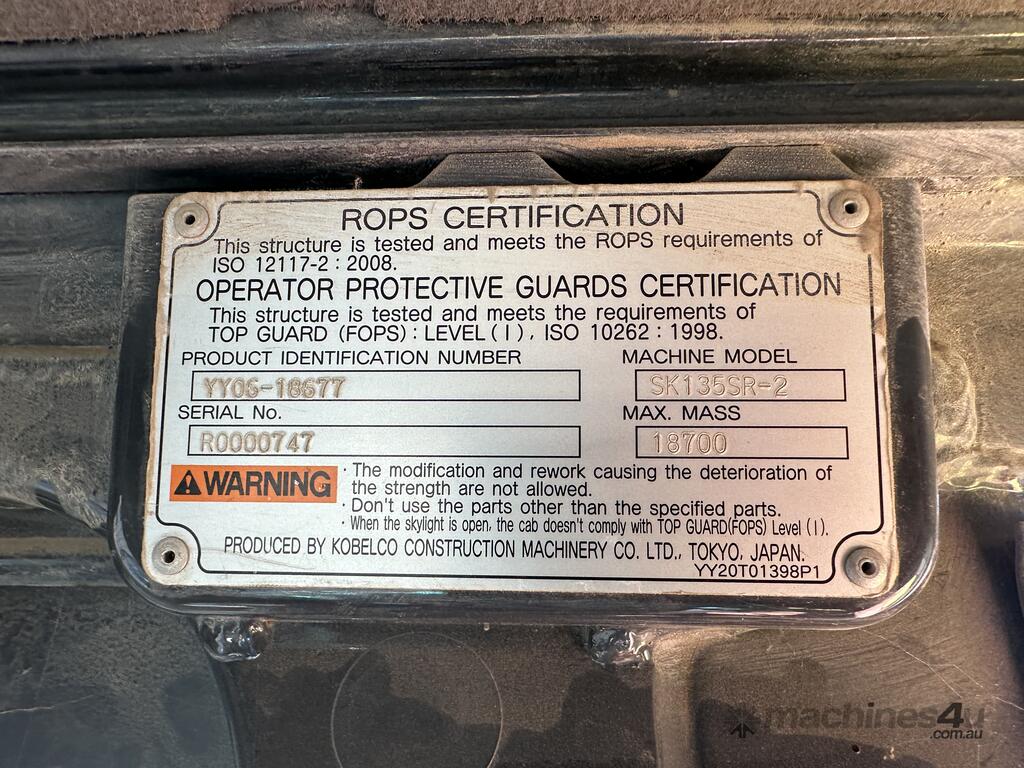 ROPS CERTIFICATION
This structure is tested and meets the ROPS requirements of
ISO 12117-2 : 2008.
OPERATOR PROTECTIVE GUARDS CERTIFICATION
This structure is tested and meets the requirements of
TOP GUARD (FOPS) : LEVEL (I), ISO 10262 : 1998.
PRODUCT IDENTIFICATION NUMBER MACHINE MODEL
YY06-18677 SK135SR-2
SERIAL No. MAX. MASS
R0000747 18700
WARNING
· The modification and rework causing the deterioration of
the strength are not allowed.
· Don't use the parts other than the specified parts.
· When the skylight is open, the cab doesn't comply with TOP GUARD(FOPS) Level (I).
PRODUCED BY KOBELCO CONSTRUCTION MACHINERY CO. LTD., TOKYO, JAPAN.
YY20T01398P1
machines4u
.com.au